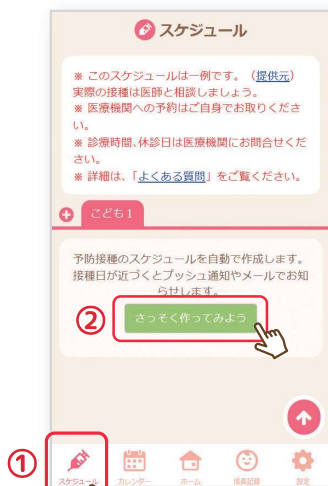 スケジュール
※ このスケジュールは一例です。（提供元）
実際の接種は医師と相談しましょう。
※ 医療機関への予約はご自身でお取りくださ
い。
※ 診療時間、休診日は医療機関にお問合せくだ
さい。
※ 詳細は、「よくある質問」をご覧ください。
こども1
予防接種のスケジュールを自動で作成します。
接種日が近づくとプッシュ通知やメールでお知
らせします。
② さっそく作ってみよう
①
スケジュール カレンダー ホーム 成長記録 設定